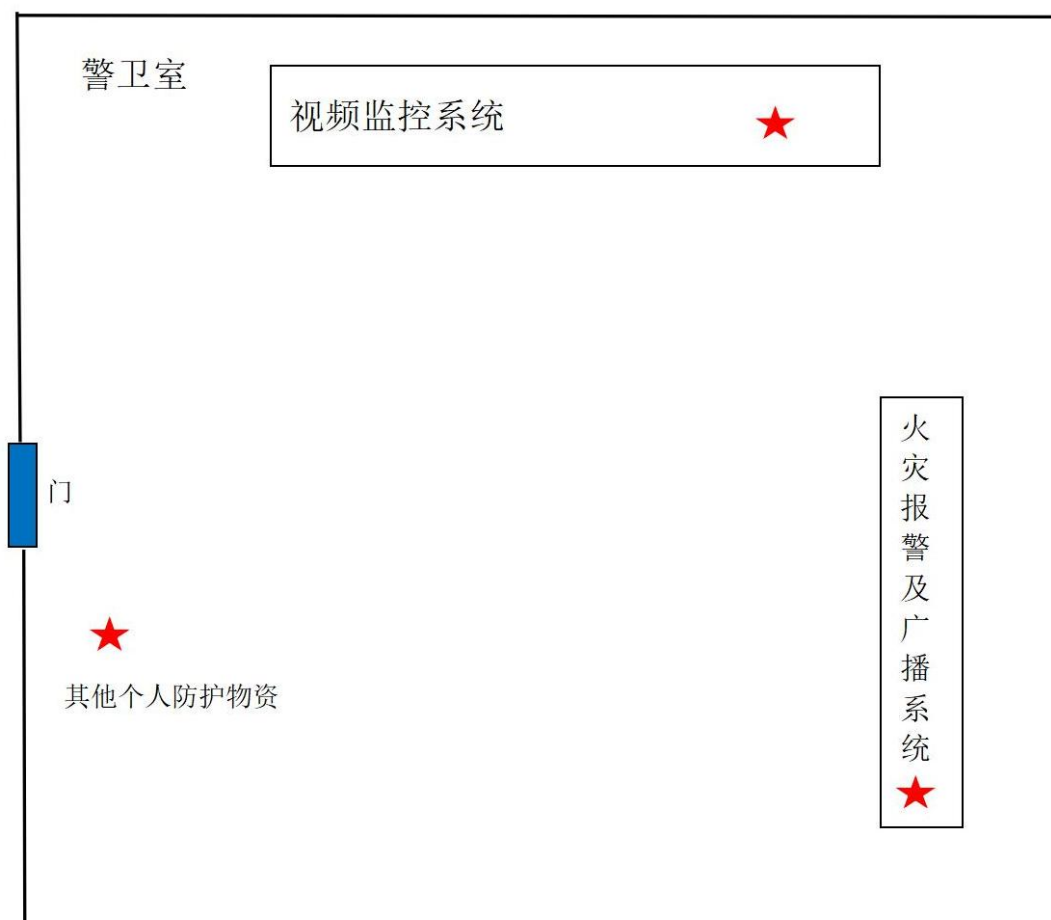 警卫室
视频监控系统
门
火灾报警及广播系统
其他个人防护物资